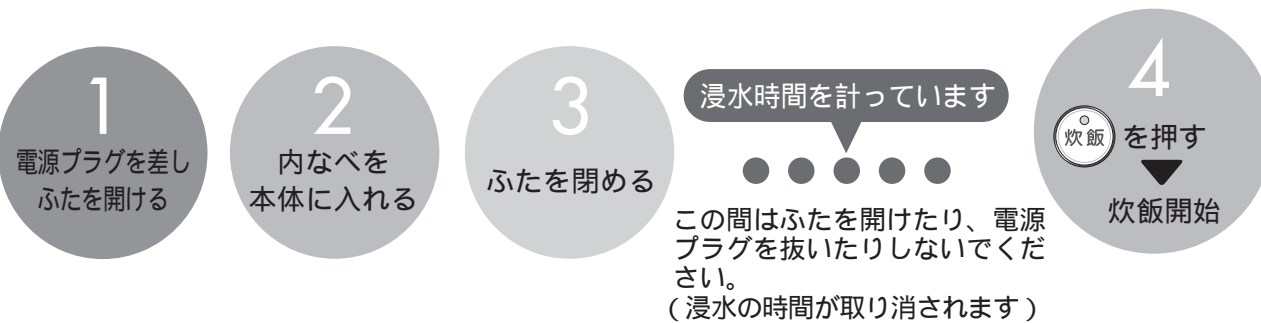 1
電源プラグを差し
ふたを開ける
2
内なべを
本体に入れる
3
ふたを閉める
浸水時間を計っています
この間はふたを開けたり、電源
プラグを抜いたりしないでくだ
さい。
(浸水の時間が取り消されます)
4
炊飯 を押す
炊飯開始